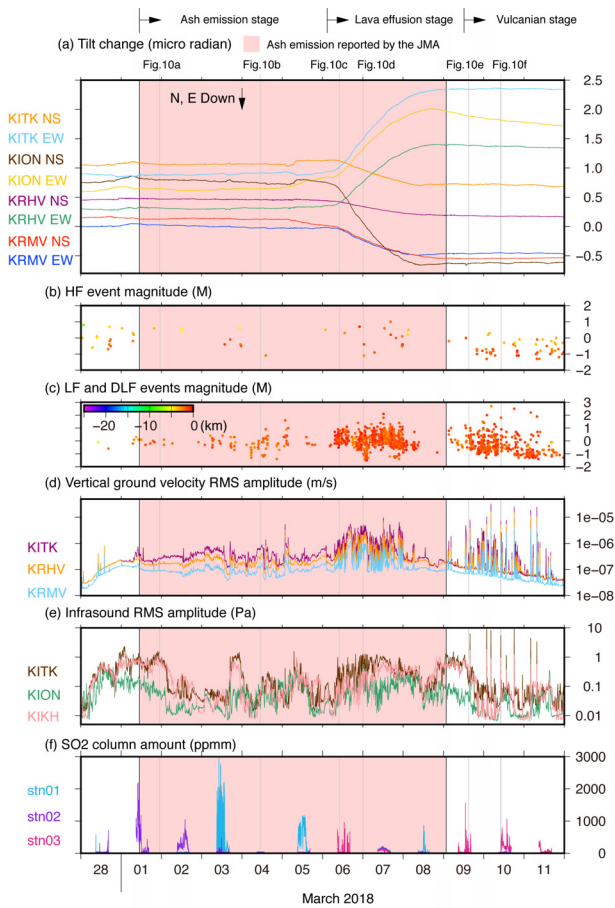 Ash emission stage Lava effusion stage Vulcanian stage
(a) Tilt change (micro radian) Ash emission reported by the JMA
Fig.10a Fig.10b Fig.10c Fig.10d Fig.10e Fig.10f
N, E Down
KITK NS
KITK EW
KION NS
KION EW
KRHV NS
KRHV EW
KRMV NS
KRMV EW
2.5
2.0
1.5
1.0
0.5
0.0
−0.5
(b) HF event magnitude (M)
2
1
0
−1
−2
(c) LF and DLF events magnitude (M)
−20 −10 0 (km)
3
2
1
0
−1
−2
(d) Vertical ground velocity RMS amplitude (m/s)
KITK
KRHV
KRMV
1e−05
1e−06
1e−07
1e−08
(e) Infrasound RMS amplitude (Pa)
KITK
KION
KIKH
10
1
0.1
0.01
(f) SO2 column amount (ppmm)
stn01
stn02
stn03
3000
2000
1000
0
28 01 02 03 04 05 06 07 08 09 10 11
March 2018